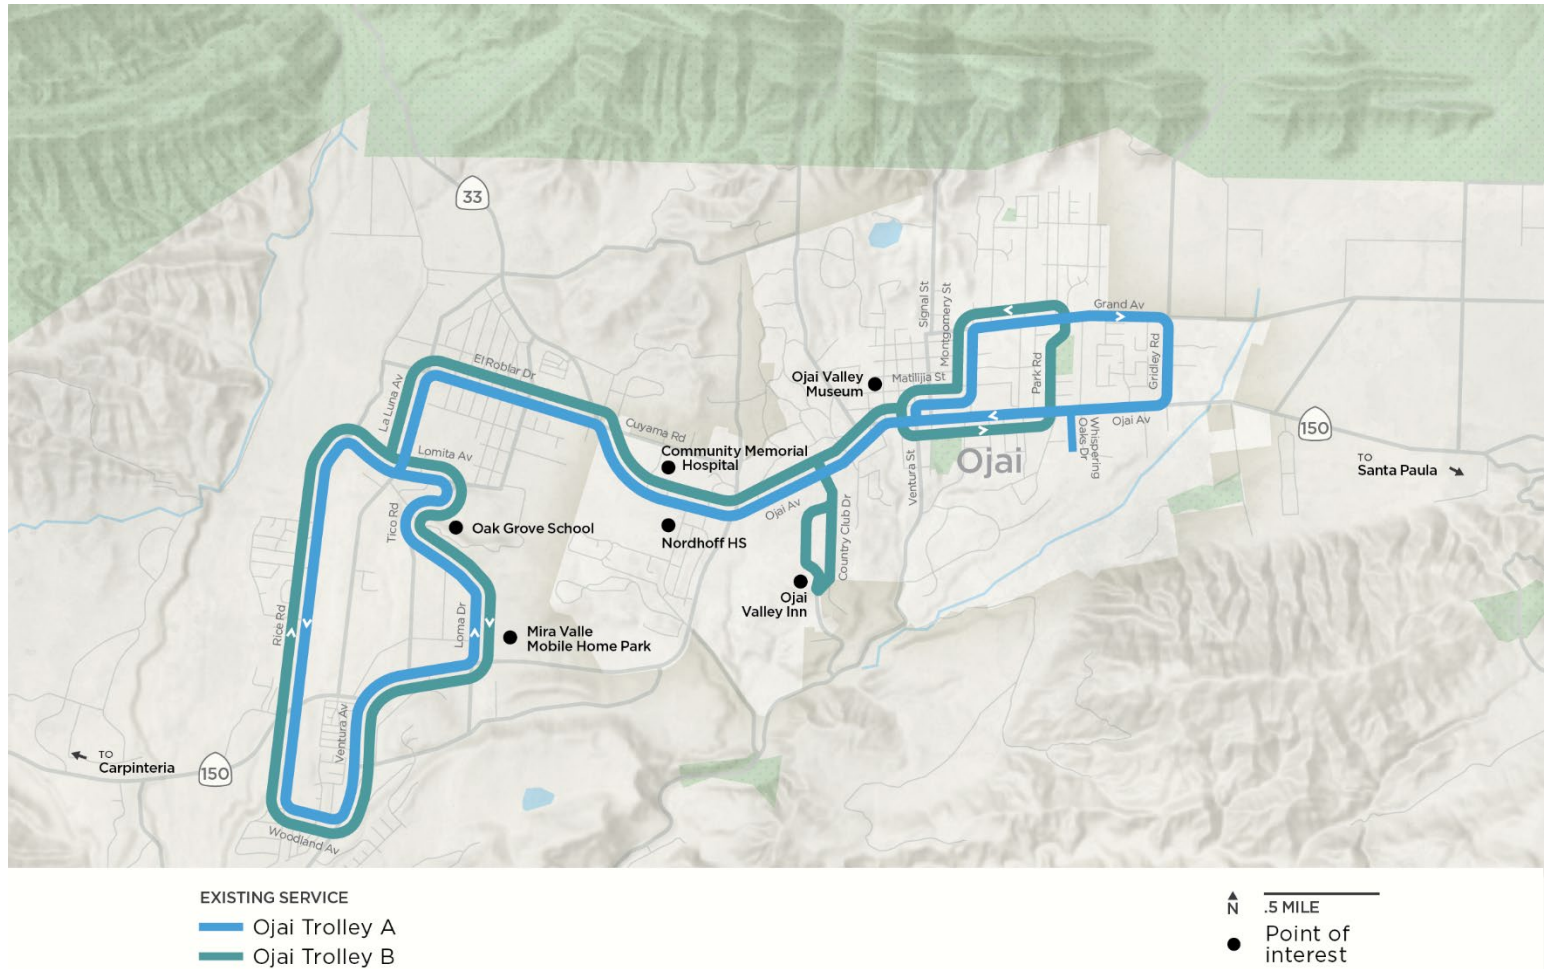 33
Grand Av
Signal St
Montgomery St
Gridley Rd
Park Rd
El Roblar Dr
La Luna Av
Ojai Valley
Museum
Matilijia St
Ojai Av
Whispering
Oaks Dr
150
TO
Santa Paula
Cuyama Rd
Community Memorial
Hospital
Lomita Av
Ojai
Ventura St
Ojai Av
Tico Rd
Oak Grove School
Nordhoff HS
Country Club Dr
Ojai
Valley Inn
Rice Rd
Loma Dr
Mira Valle
Mobile Home Park
Ventura Av
TO
Carpinteria
150
Woodland Av
EXISTING SERVICE
Ojai Trolley A
Ojai Trolley B
N
.5 MILE
Point of
interest